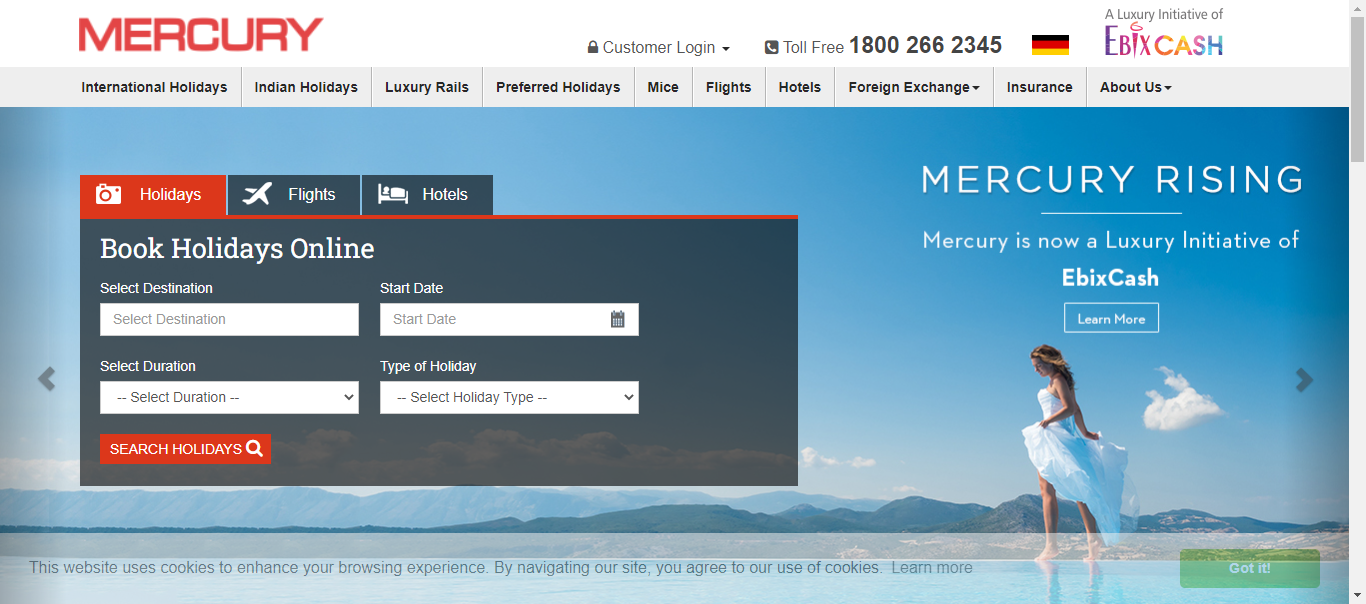 MERCURY
Customer Login
Toll Free 1800 266 2345
A Luxury Initiative of
EBIXCASH
International Holidays
Indian Holidays
Luxury Rails
Preferred Holidays
Mice
Flights
Hotels
Foreign Exchange
Insurance
About Us
Holidays
Flights
Hotels
Book Holidays Online
Select Destination
Start Date
Select Destination
Start Date
Select Duration
Type of Holiday
-- Select Duration --
-- Select Holiday Type --
SEARCH HOLIDAYS
MERCURY RISING
Mercury is now a Luxury Initiative of
EbixCash
Learn More
This website uses cookies to enhance your browsing experience. By navigating our site, you agree to our use of cookies. Learn more
Got it!